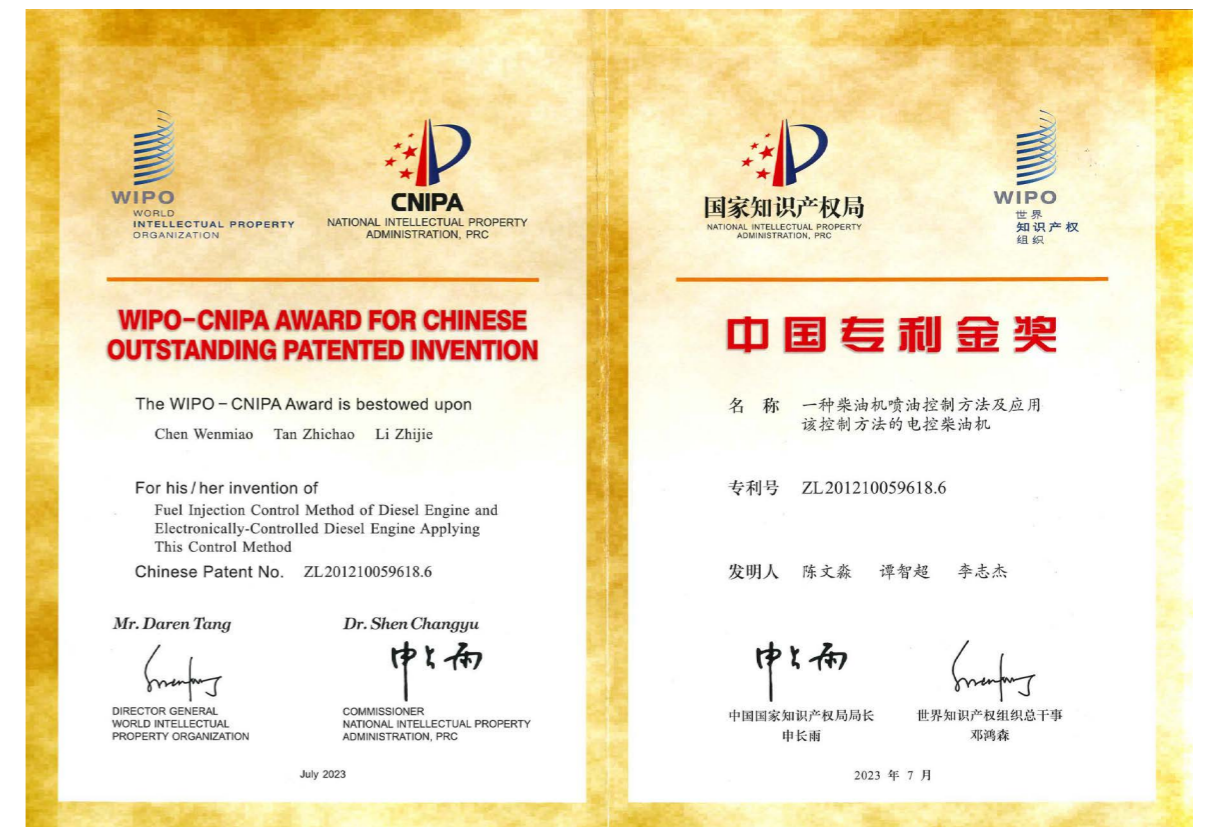 WIPO
WORLD
INTELLECTUAL PROPERTY
ORGANIZATION
CNIPA
NATIONAL INTELLECTUAL PROPERTY
ADMINISTRATION, PRC
WIPO-CNIPA AWARD FOR CHINESE
OUTSTANDING PATENTED INVENTION
The WIPO – CNIPA Award is bestowed upon
Chen Wenmiao Tan Zhichao Li Zhijie
For his / her invention of
Fuel Injection Control Method of Diesel Engine and
Electronically-Controlled Diesel Engine Applying
This Control Method
Chinese Patent No. ZL201210059618.6
Mr. Daren Tang
Dr. Shen Changyu
申长雨
DIRECTOR GENERAL
WORLD INTELLECTUAL
PROPERTY ORGANIZATION
COMMISSIONER
NATIONAL INTELLECTUAL PROPERTY
ADMINISTRATION, PRC
July 2023
国家知识产权局
NATIONAL INTELLECTUAL PROPERTY
ADMINISTRATION, PRC
WIPO
世界
知识产权
组织
中国专利金奖
名 称 一种柴油机喷油控制方法及应用
该控制方法的电控柴油机
专利号 ZL201210059618.6
发明人 陈文淼 谭智超 李志杰
申长雨
中国国家知识产权局局长
申长雨
世界知识产权组织总干事
邓鸿森
2023 年 7 月